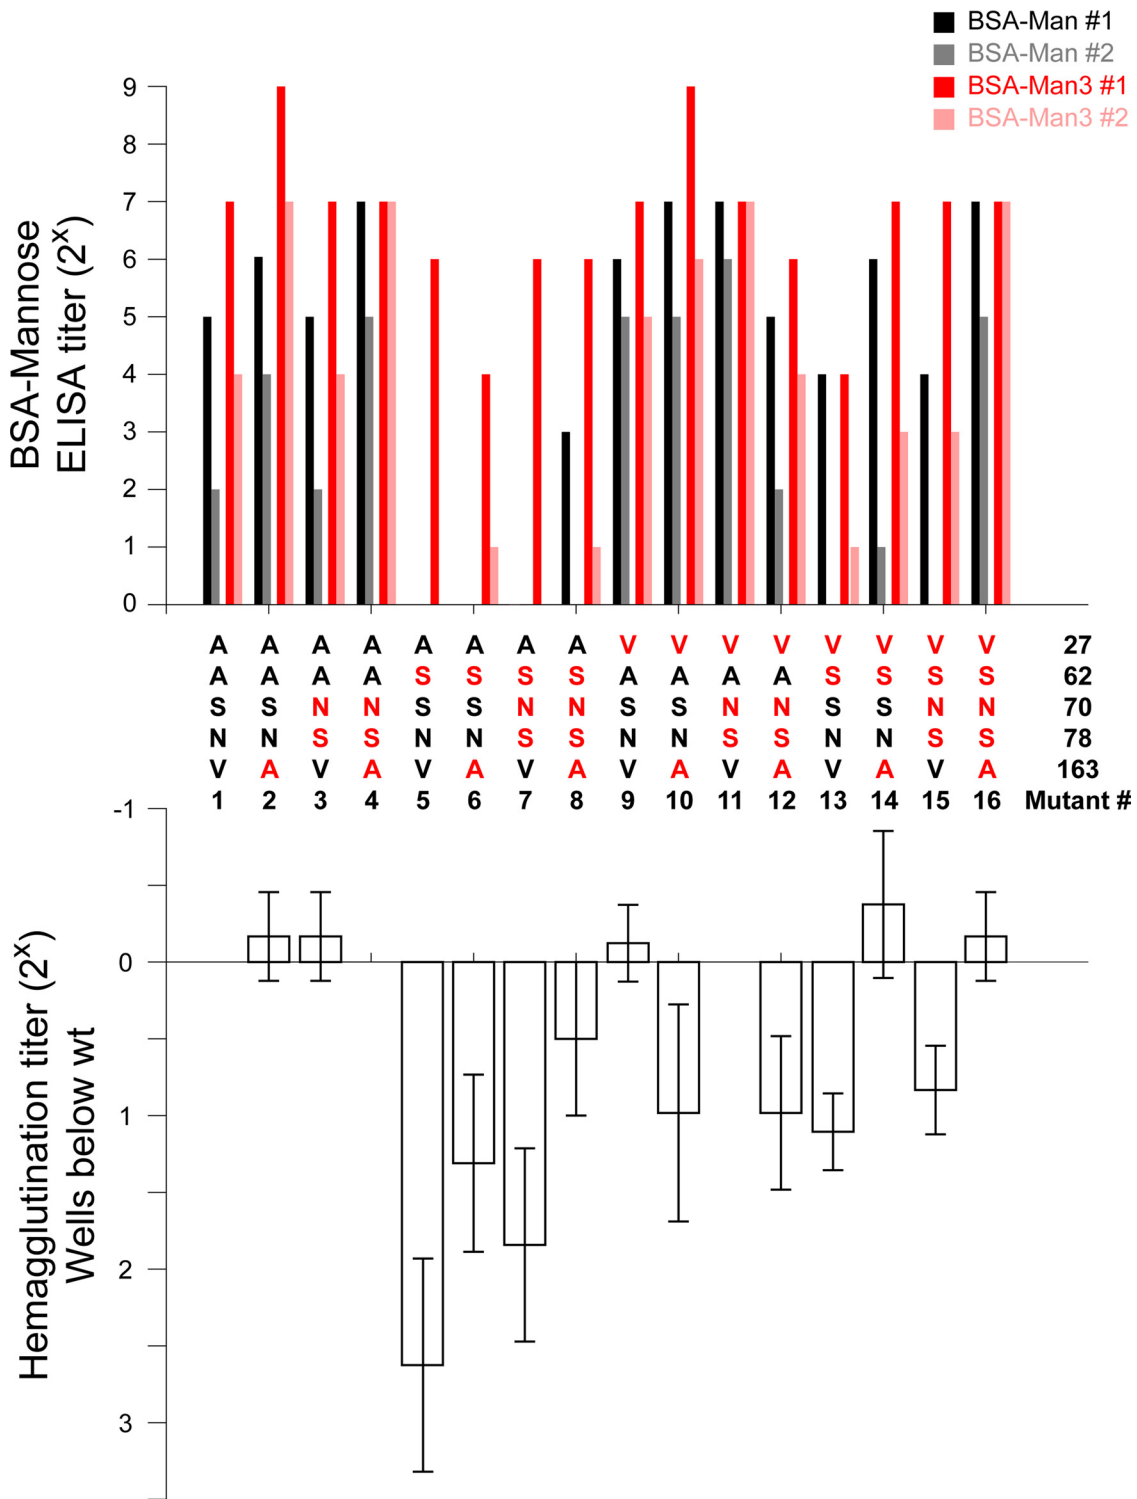 BSA-Man #1
BSA-Man #2
BSA-Man3 #1
BSA-Man3 #2
BSA-Mannose
ELISA titer (2^x)
9
8
7
6
5
4
3
2
1
0
A A A A A A A A V V V V V V V V 27
A A A A S S S S A A A A S S S S 62
S S N N S S N N S S N N S S N N 70
N N S S N N S S N N S S N N S S 78
V A V A V A V A V A V A V A V A 163
1 2 3 4 5 6 7 8 9 10 11 12 13 14 15 16 Mutant #
Hemagglutination titer (2^x)
Wells below wt
-1
0
1
2
3